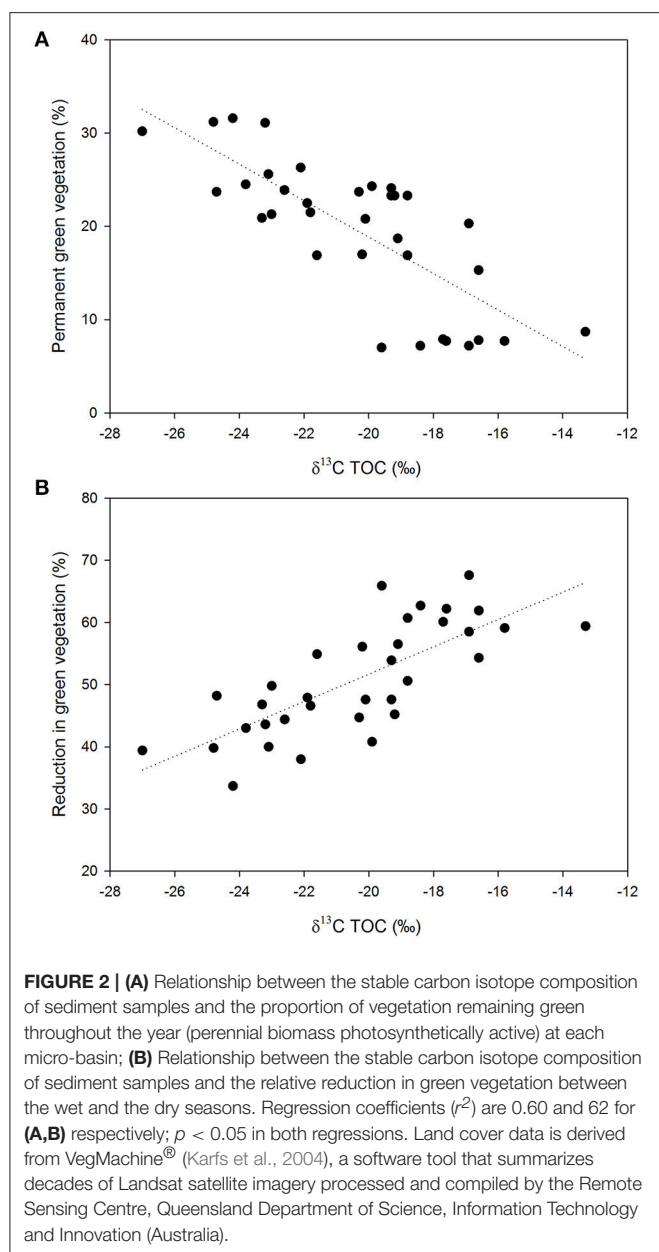 A
Permanent green vegetation (%)
40
30
20
10
0
-28 -26 -24 -22 -20 -18 -16 -14 -12
δ13C TOC (‰)
B
Reduction in green vegetation (%)
80
70
60
50
40
30
20
-28 -26 -24 -22 -20 -18 -16 -14 -12
δ13C TOC (‰)
FIGURE 2 | (A) Relationship between the stable carbon isotope composition
of sediment samples and the proportion of vegetation remaining green
throughout the year (perennial biomass photosynthetically active) at each
micro-basin; (B) Relationship between the stable carbon isotope composition
of sediment samples and the relative reduction in green vegetation between
the wet and the dry seasons. Regression coefficients (r2) are 0.60 and 62 for
(A,B) respectively; p < 0.05 in both regressions. Land cover data is derived
from VegMachine® (Karfs et al., 2004), a software tool that summarizes
decades of Landsat satellite imagery processed and compiled by the Remote
Sensing Centre, Queensland Department of Science, Information Technology
and Innovation (Australia).